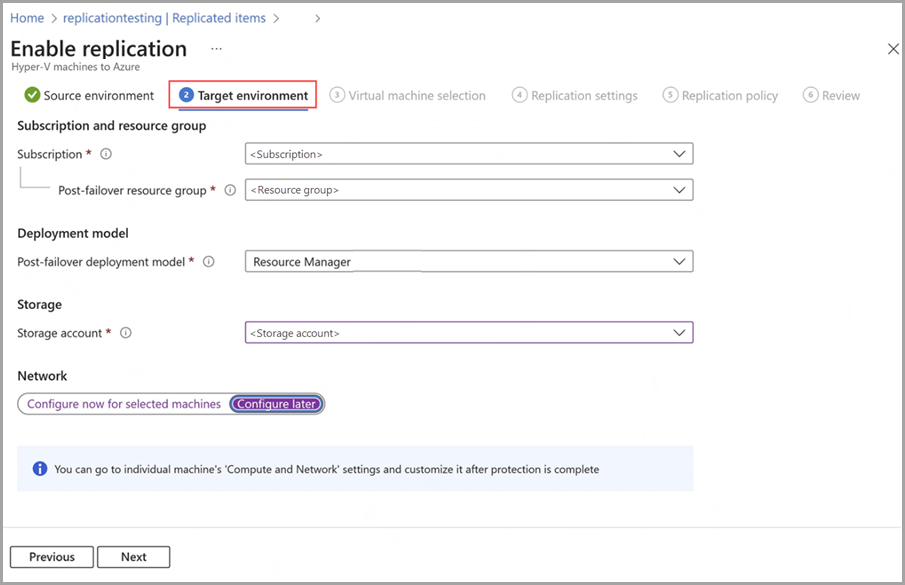 Home > replicationtesting | Replicated items > >
Enable replication ...
Hyper-V machines to Azure
Source environment 2 Target environment 3 Virtual machine selection 4 Replication settings 5 Replication policy 6 Review
Subscription and resource group
Subscription * <Subscription>
Post-failover resource group * <Resource group>
Deployment model
Post-failover deployment model * Resource Manager
Storage
Storage account * <Storage account>
Network
Configure now for selected machines Configure later
You can go to individual machine's 'Compute and Network' settings and customize it after protection is complete
Previous Next